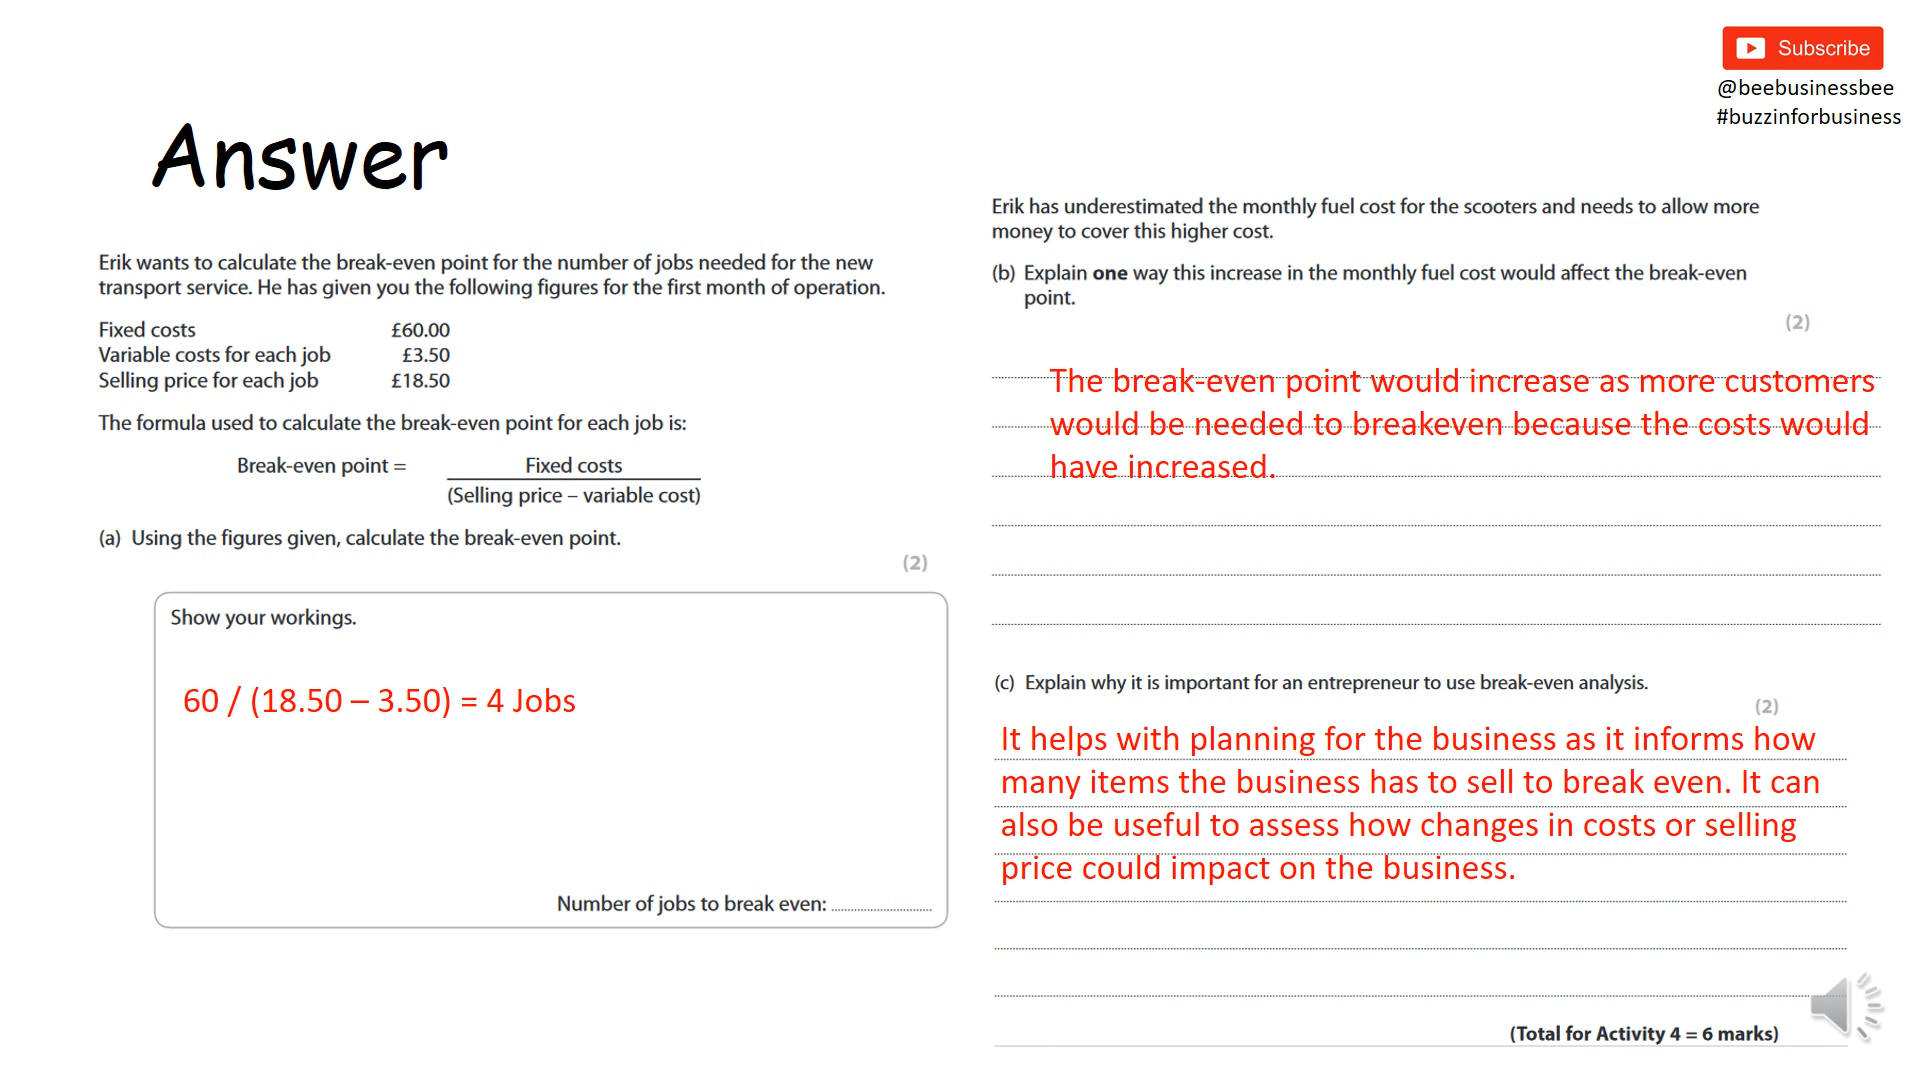 Subscribe
@beebusinessbee
#buzzinforbusiness
Answer
Erik wants to calculate the break-even point for the number of jobs needed for the new
transport service. He has given you the following figures for the first month of operation.
Fixed costs £60.00
Variable costs for each job £3.50
Selling price for each job £18.50
The formula used to calculate the break-even point for each job is:
Break-even point = Fixed costs
(Selling price – variable cost)
(a) Using the figures given, calculate the break-even point.
(2)
Show your workings.
60 / (18.50 – 3.50) = 4 Jobs
Number of jobs to break even:
Erik has underestimated the monthly fuel cost for the scooters and needs to allow more
money to cover this higher cost.
(b) Explain one way this increase in the monthly fuel cost would affect the break-even
point.
(2)
The break-even point would increase as more customers
would be needed to breakeven because the costs would
have increased.
(c) Explain why it is important for an entrepreneur to use break-even analysis.
(2)
It helps with planning for the business as it informs how
many items the business has to sell to break even. It can
also be useful to assess how changes in costs or selling
price could impact on the business.
(Total for Activity 4 = 6 marks)